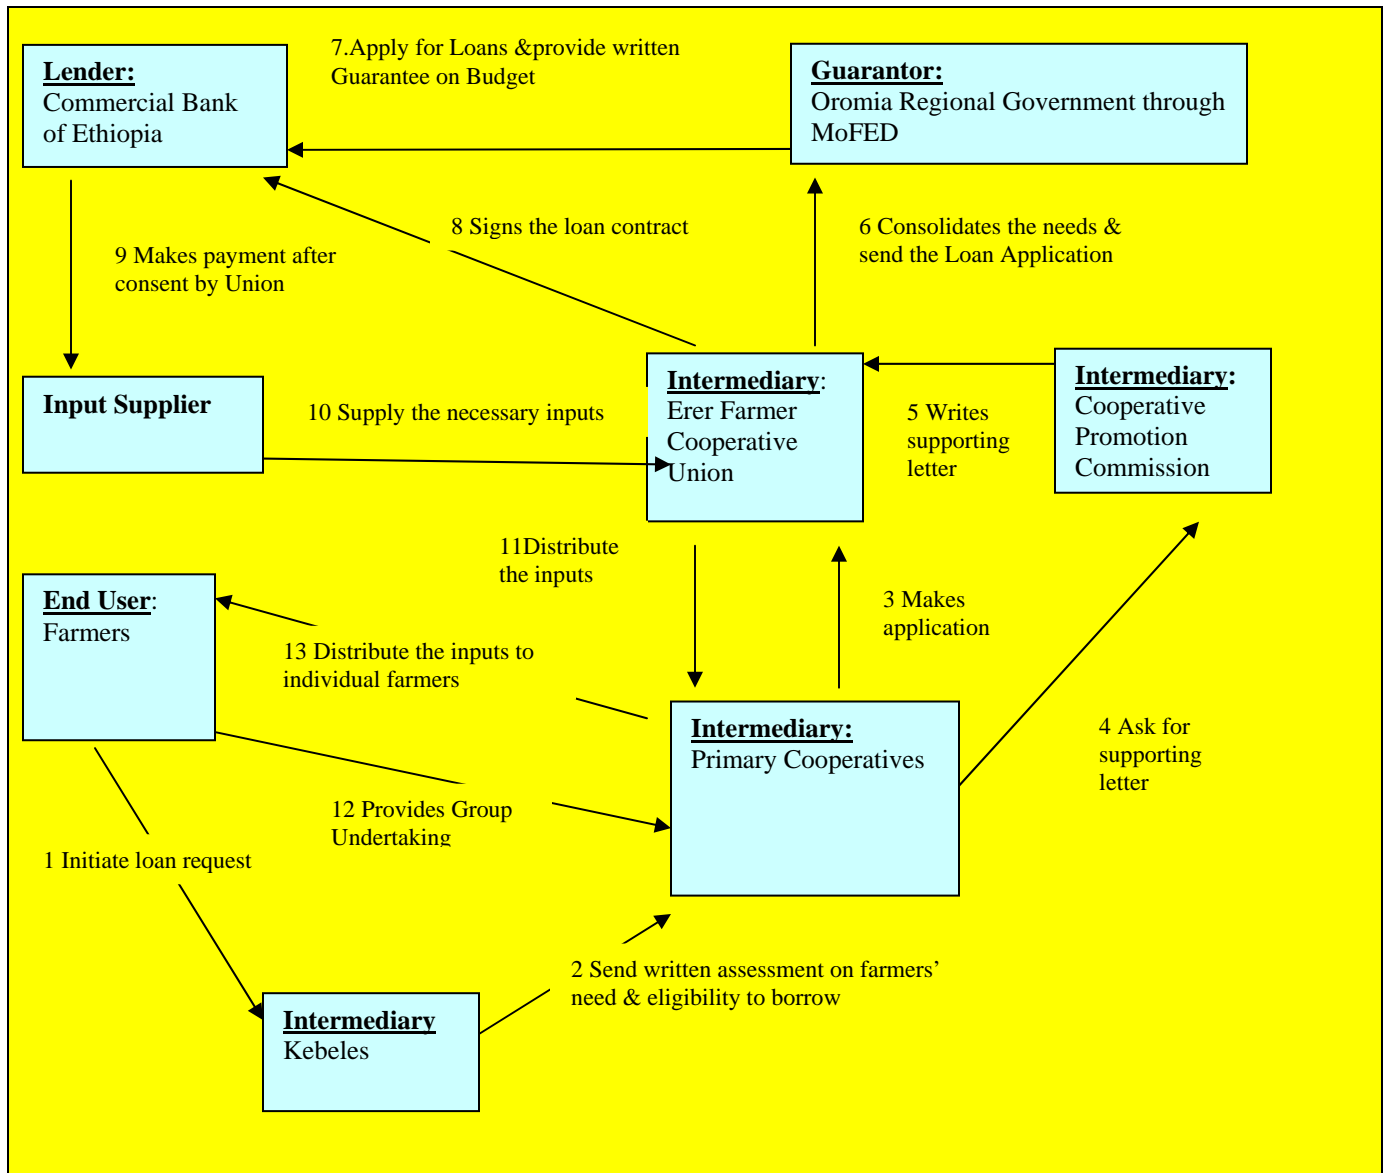 7.Apply for Loans &provide written
Guarantee on Budget
Lender:
Commercial Bank
of Ethiopia
Guarantor:
Oromia Regional Government through
MoFED
8 Signs the loan contract
6 Consolidates the needs &
send the Loan Application
9 Makes payment after
consent by Union
Input Supplier
10 Supply the necessary inputs
Intermediary:
Erer Farmer
Cooperative
Union
5 Writes
supporting
letter
Intermediary:
Cooperative
Promotion
Commission
11Distribute
the inputs
3 Makes
application
End User:
Farmers
13 Distribute the inputs to
individual farmers
Intermediary:
Primary Cooperatives
4 Ask for
supporting
letter
12 Provides Group
Undertaking
1 Initiate loan request
2 Send written assessment on farmers’
need & eligibility to borrow
Intermediary
Kebeles